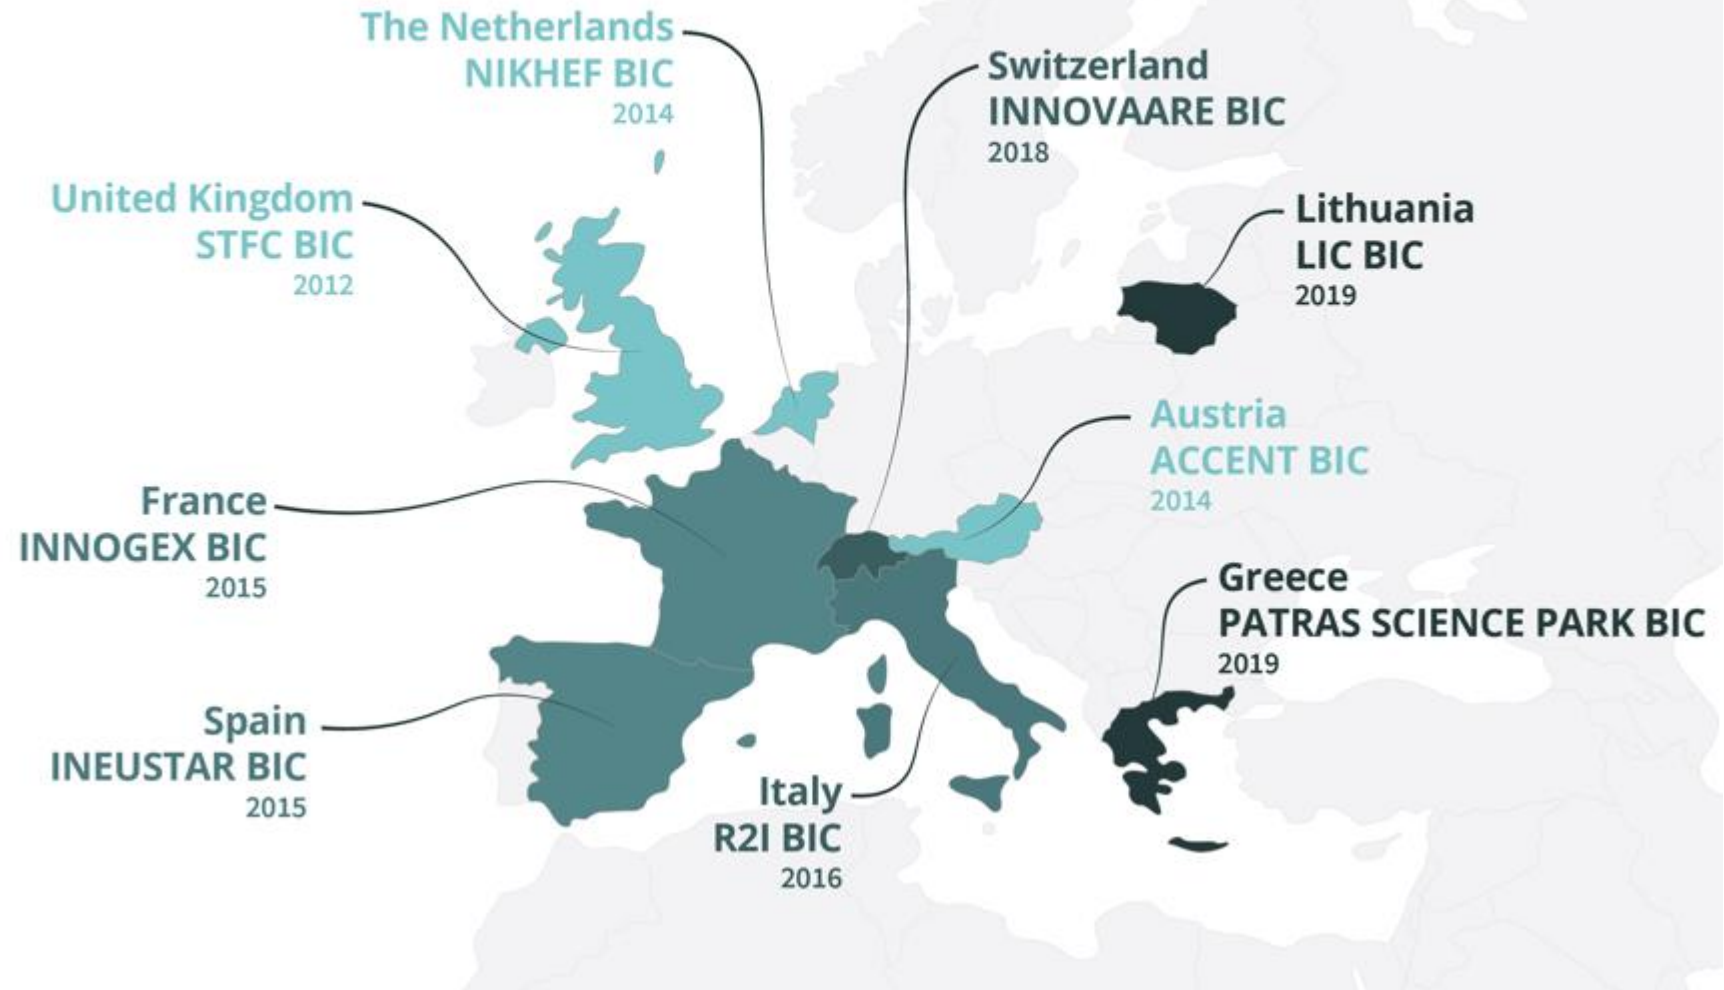 The Netherlands
NIKHEF BIC
2014
Switzerland
INNOVAARE BIC
2018
United Kingdom
STFC BIC
2012
Lithuania
LIC BIC
2019
Austria
ACCENT BIC
2014
France
INNOGEX BIC
2015
Greece
PATRAS SCIENCE PARK BIC
2019
Spain
INEUSTAR BIC
2015
Italy
R2I BIC
2016